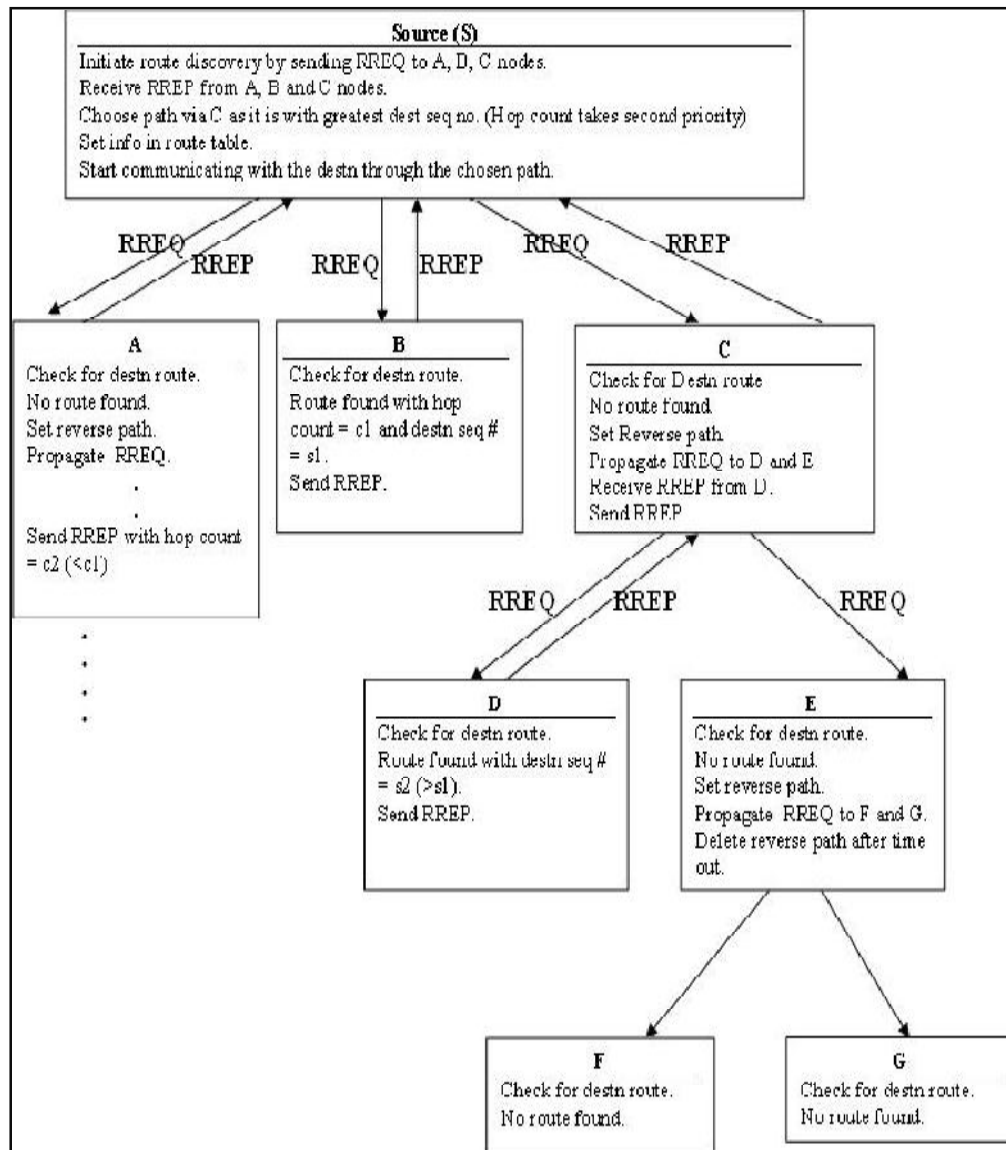 Source (S)
Initiate route discovery by sending RREQ to A, D, C nodes.
Receive RREP from A, B and C nodes.
Choose path via C as it is with greatest dest seq no. (Hop count takes second priority)
Set info in route table.
Start communicating with the destn through the chosen path.
RREQ
RREP
RREQ
RREP
RREQ
RREP
A
Check for destn route.
No route found.
Set reverse path.
Propagate RREQ.
.
.
Send RREP with hop count
= c2 (<c1)
.
.
.
.
B
Check for destn route.
Route found with hop
count = c1 and destn seq #
= s1.
Send RREP.
C
Check for Destn route
No route found
Set Reverse path
Propagate RREQ to D and E
Receive RREP from D.
Send RREP
RREQ
RREP
RREQ
D
Check for destn route.
Route found with destn seq #
= s2 (>s1).
Send RREP.
E
Check for destn route.
No route found.
Set reverse path.
Propagate RREQ to F and G.
Delete reverse path after time
out.
F
Check for destn route.
No route found.
G
Check for destn route.
No route found.